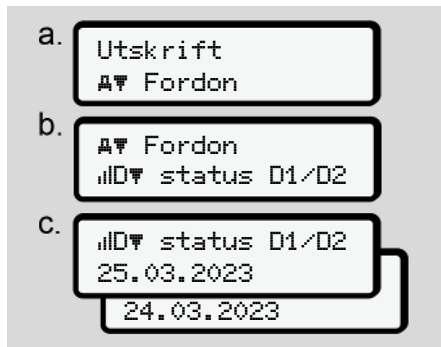 a.
Utskrift
Fordon
b.
Fordon
D status D1/D2
c.
D status D1/D2
25.03.2023
24.03.2023